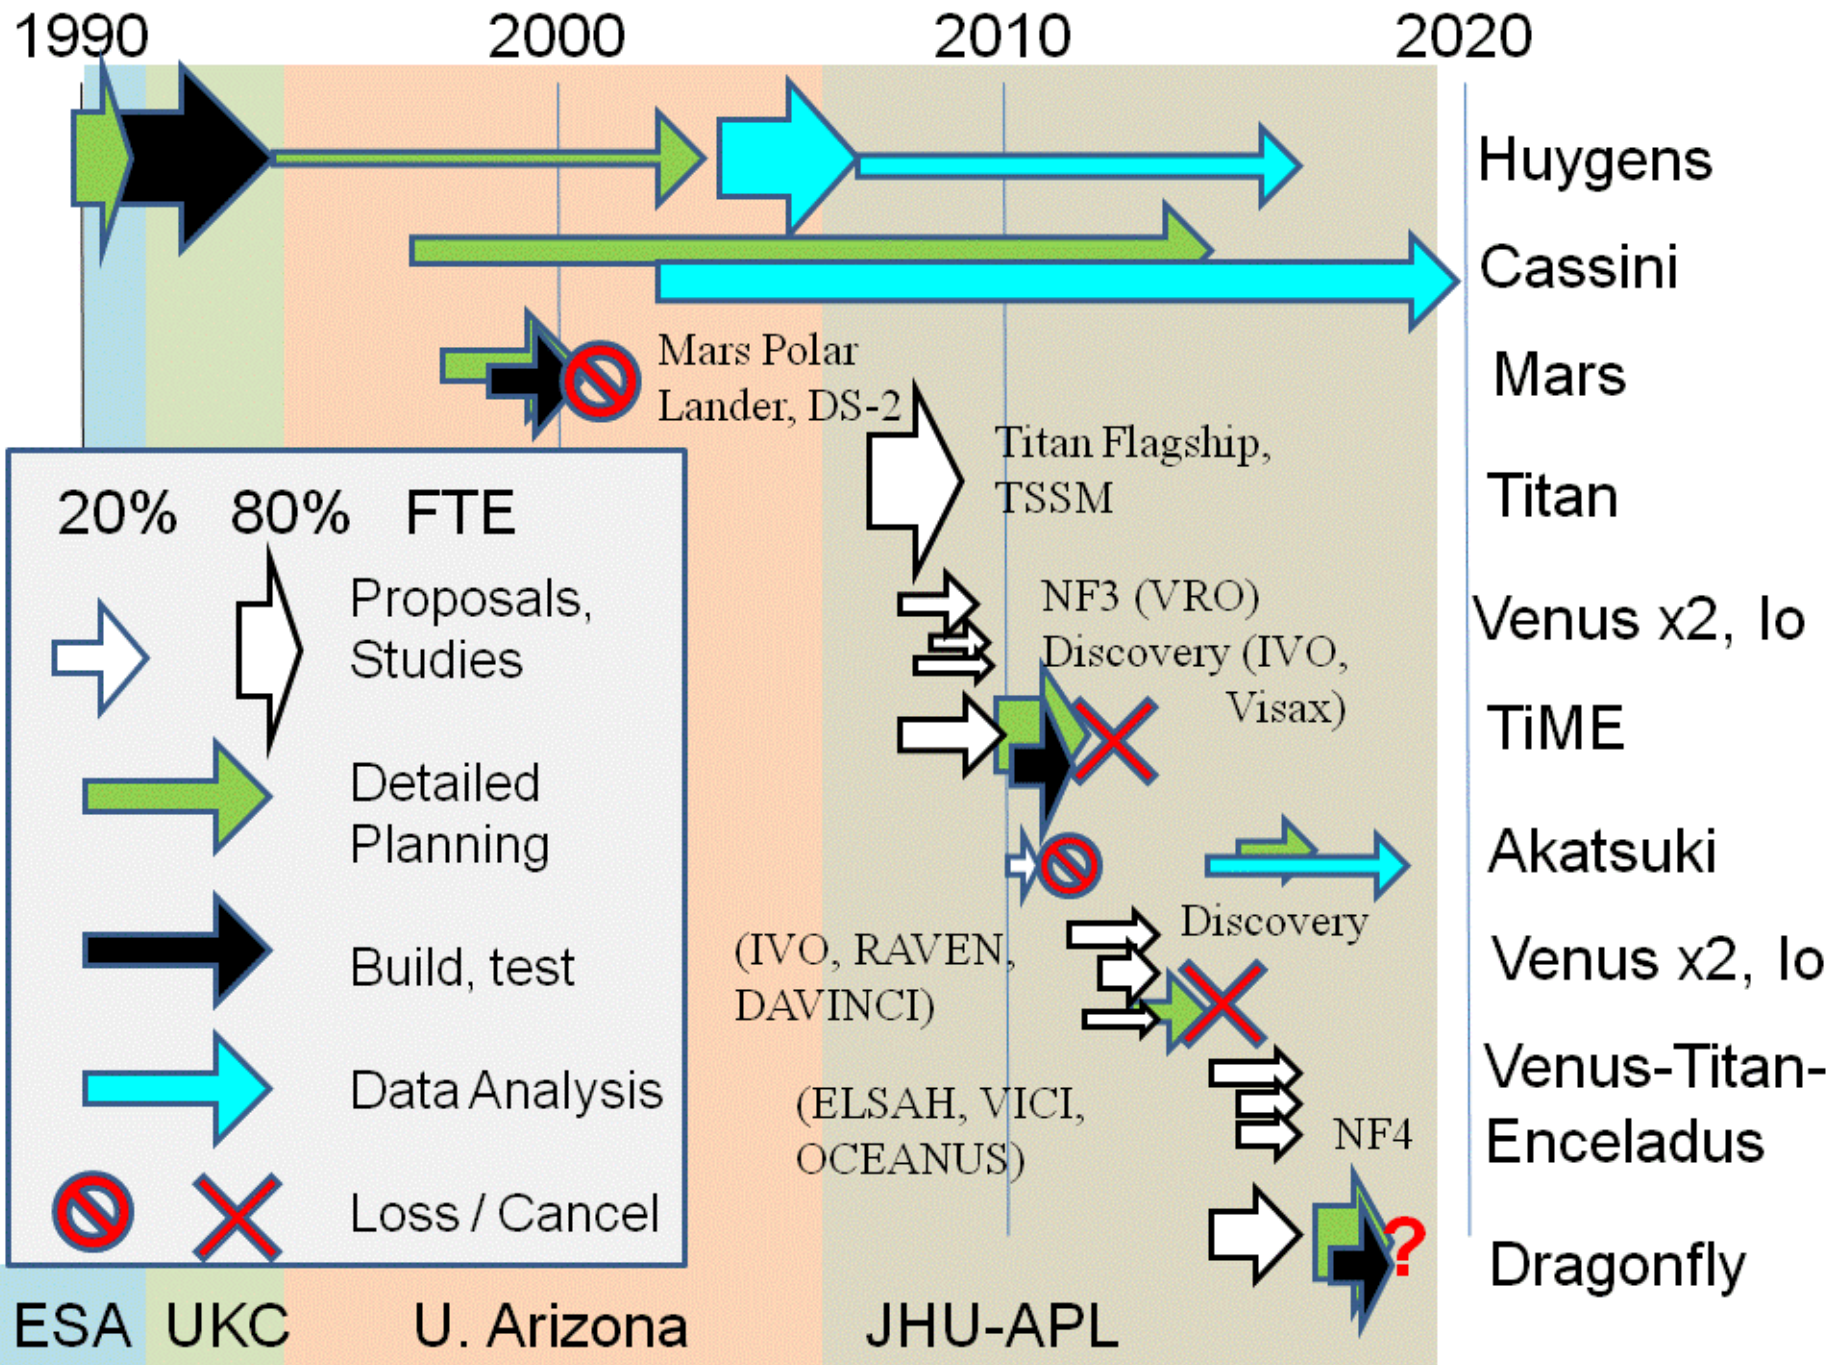 1990 2000 2010 2020
Huygens
Cassini
Mars Polar
Lander, DS-2
Mars
Titan Flagship,
TSSM
Titan
20% 80% FTE
Proposals,
Studies
NF3 (VRO)
Discovery (IVO,
Visax)
Venus x2, Io
TiME
Detailed
Planning
Akatsuki
Build, test
(IVO, RAVEN,
DAVINCI)
Discovery
Venus x2, Io
Data Analysis
(ELSAH, VICI,
OCEANUS)
NF4
Venus-Titan-
Enceladus
Loss / Cancel
?
Dragonfly
ESA UKC U. Arizona JHU-APL